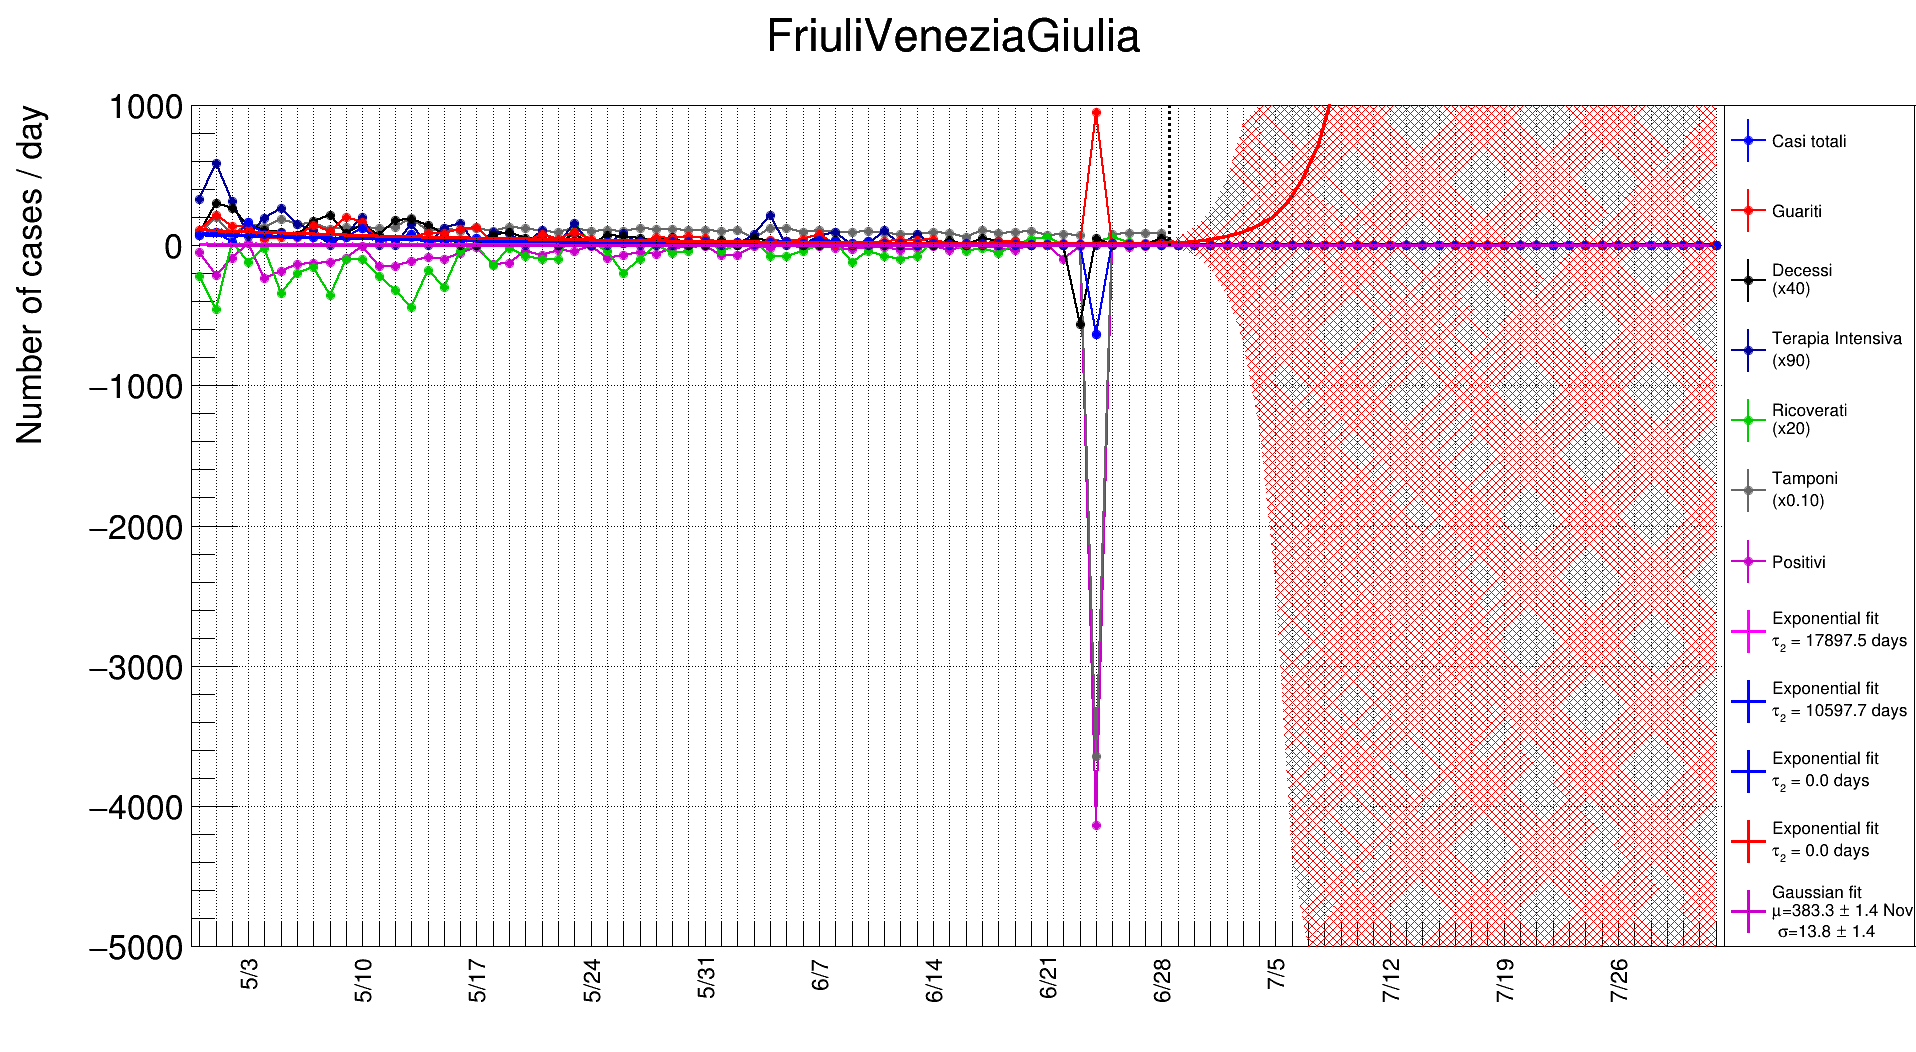 FriuliVeneziaGiulia
Number of cases / day
1000
0
−1000
−2000
−3000
−4000
−5000
5/3
5/10
5/17
5/24
5/31
6/7
6/14
6/21
6/28
7/5
7/12
7/19
7/26
Casi totali
Guariti
Decessi
(x40)
Terapia Intensiva
(x90)
Ricoverati
(x20)
Tamponi
(x0.10)
Positivi
Exponential fit
τ2 = 17897.5 days
Exponential fit
τ2 = 10597.7 days
Exponential fit
τ2 = 0.0 days
Exponential fit
τ2 = 0.0 days
Gaussian fit
μ=383.3 ± 1.4 Nov
σ=13.8 ± 1.4